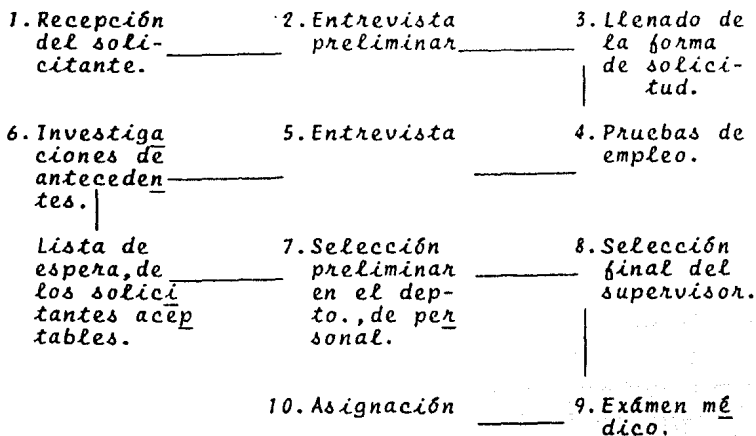 1. Recepción
del soli-
citante.
2. Entrevista
preliminar
3. Llenado de
la forma
de solici-
tud.
6. Investiga
ciones de
anteceden
tes.
5. Entrevista
4. Pruebas de
empleo.
Lista de
espera, de
los solici
tantes acep
tables.
7. Selección
preliminar
en el dep-
to., de per
sonal.
8. Selección
final del
supervisor.
10. Asignación
9. Exámen mé
dico.